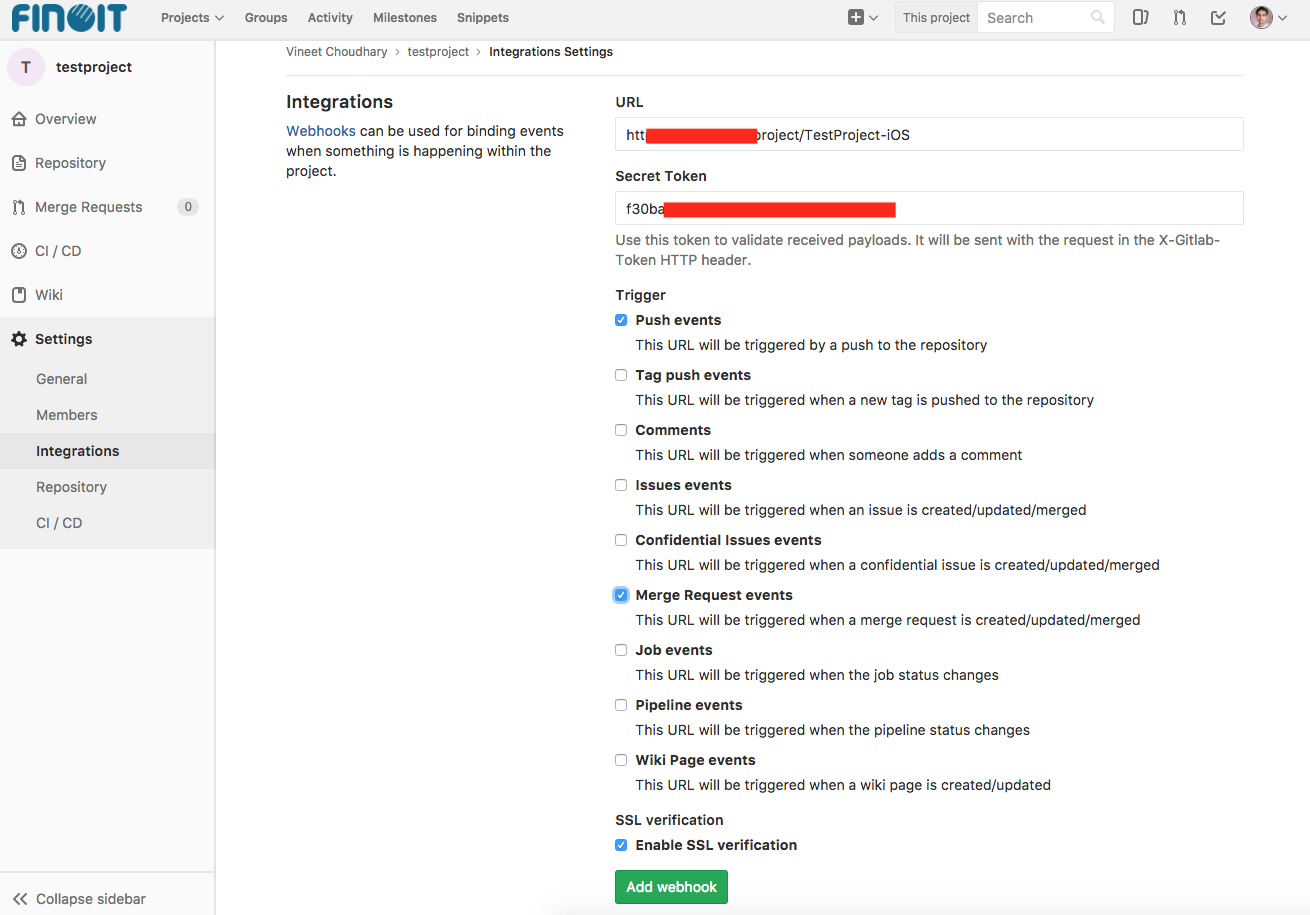 FINOIT
Projects Groups Activity Milestones Snippets This project Search
T testproject
Overview
Repository
Merge Requests 0
CI / CD
Wiki
Settings
General
Members
Integrations
Repository
CI / CD
Collapse sidebar
Vineet Choudhary > testproject > Integrations Settings
Integrations
Webhooks can be used for binding events
when something is happening within the
project.
URL
htt project/TestProject-iOS
Secret Token
f30ba
Use this token to validate received payloads. It will be sent with the request in the X-Gitlab-
Token HTTP header.
Trigger
Push events
This URL will be triggered by a push to the repository
Tag push events
This URL will be triggered when a new tag is pushed to the repository
Comments
This URL will be triggered when someone adds a comment
Issues events
This URL will be triggered when an issue is created/updated/merged
Confidential Issues events
This URL will be triggered when a confidential issue is created/updated/merged
Merge Request events
This URL will be triggered when a merge request is created/updated/merged
Job events
This URL will be triggered when the job status changes
Pipeline events
This URL will be triggered when the pipeline status changes
Wiki Page events
This URL will be triggered when a wiki page is created/updated
SSL verification
Enable SSL verification
Add webhook